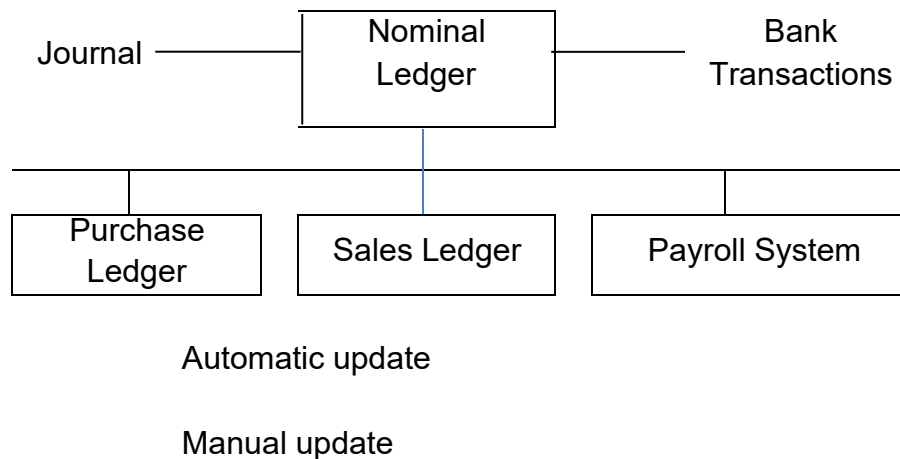 Journal
Nominal
Ledger
Bank
Transactions
Purchase
Ledger
Sales Ledger
Payroll System
Automatic update
Manual update